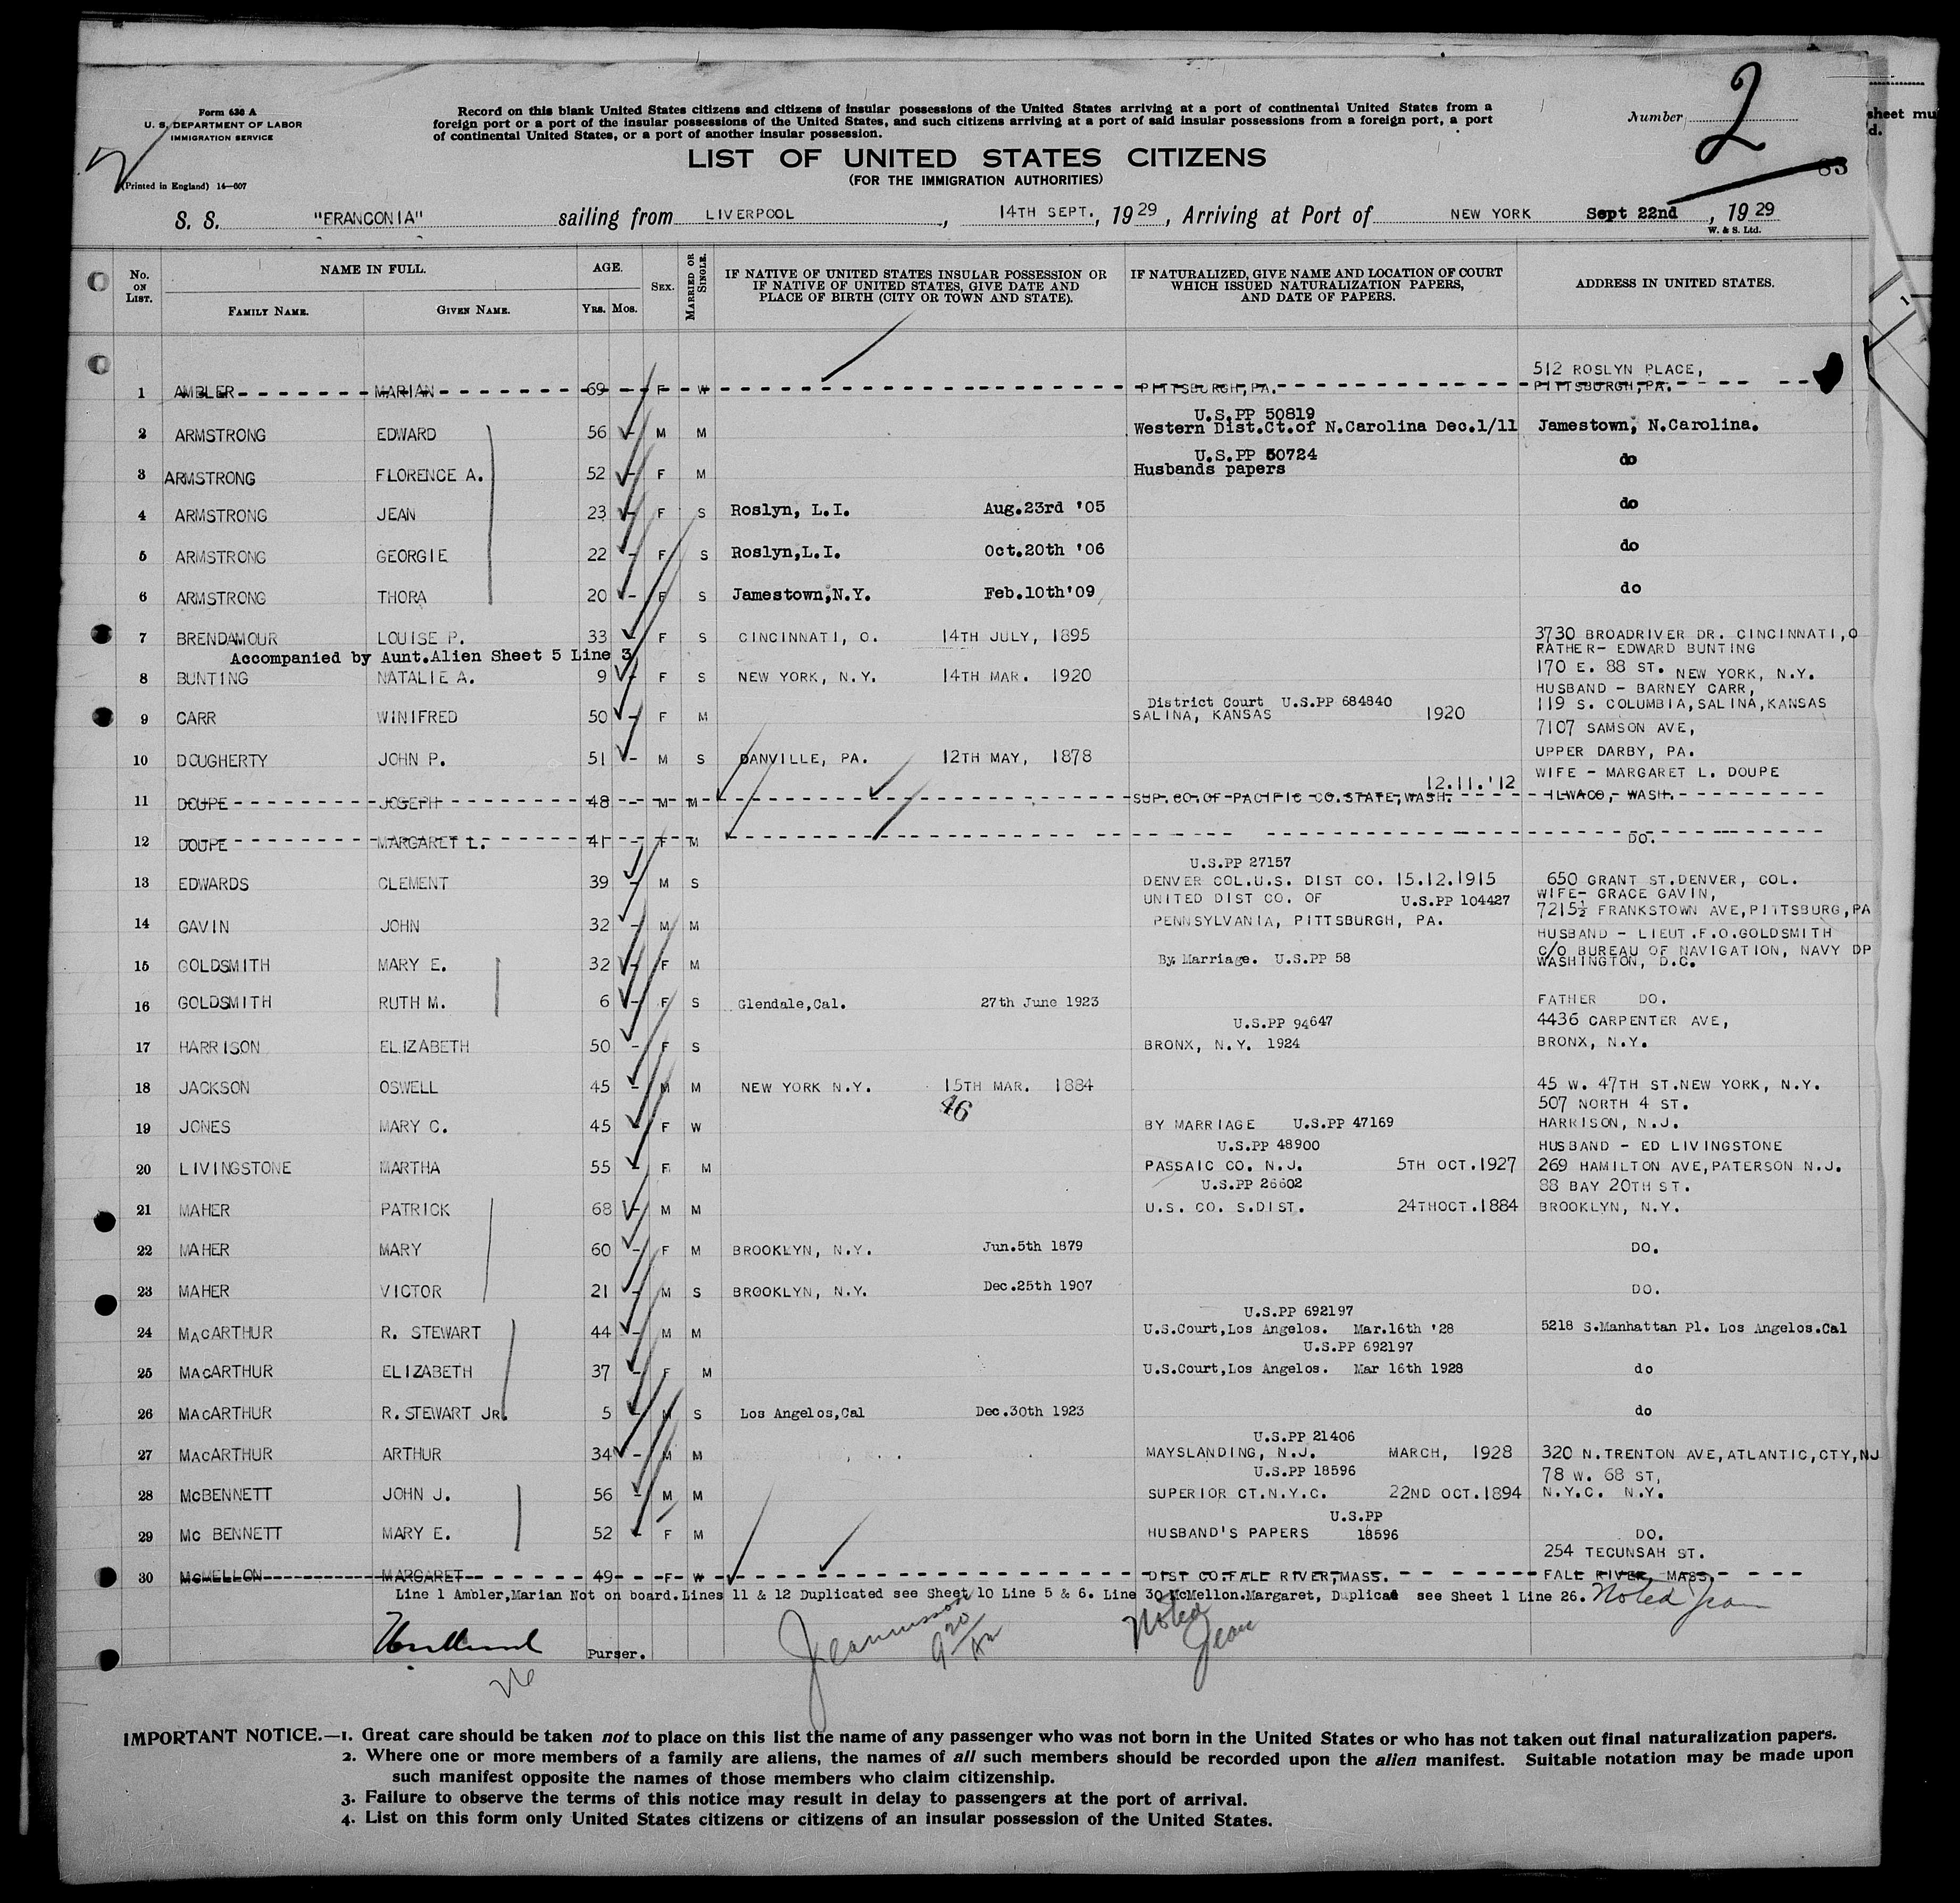 Form 630 A
U. S. DEPARTMENT OF LABOR
IMMIGRATION SERVICE
(Printed in England) 14—607
Record on this blank United States citizens and citizens of insular possessions of the United States arriving at a port of continental United States from a
foreign port or a port of the insular possessions of the United States, and such citizens arriving at a port of said insular possessions from a foreign port, a port
of continental United States, or a port of another insular possession.
LIST OF UNITED STATES CITIZENS
(FOR THE IMMIGRATION AUTHORITIES)
Number 2
83
sheet mu
d.
S. S. "FRANCONIA" sailing from LIVERPOOL, 14TH SEPT., 1929, Arriving at Port of NEW YORK Sept 22nd, 1929
W. & S. Ltd.
No. ON LIST. NAME IN FULL. FAMILY NAME. GIVEN NAME. AGE. YRS. MOS. SEX. MARRIED OR SINGLE. IF NATIVE OF UNITED STATES INSULAR POSSESSION OR IF NATIVE OF UNITED STATES, GIVE DATE AND PLACE OF BIRTH (CITY OR TOWN AND STATE). IF NATURALIZED, GIVE NAME AND LOCATION OF COURT WHICH ISSUED NATURALIZATION PAPERS, AND DATE OF PAPERS. ADDRESS IN UNITED STATES.
512 ROSLYN PLACE,
1 AMBLER MARIAN 69 - F W PITTSBURGH, PA. PITTSBURGH, PA.
U.S.PP 50819
2 ARMSTRONG EDWARD 56 - M M Western Dist.Ct.of N.Carolina Dec.1/11 Jamestown, N.Carolina.
U.S.PP 50724
3 ARMSTRONG FLORENCE A. 52 - F M Husbands papers do
4 ARMSTRONG JEAN 23 - F S Roslyn, L.I. Aug.23rd '05 do
5 ARMSTRONG GEORGIE 22 - F S Roslyn,L.I. Oct.20th '06 do
6 ARMSTRONG THORA 20 - F S Jamestown,N.Y. Feb.10th'09 do
7 BRENDAMOUR LOUISE P. 33 F S CINCINNATI, O. 14TH JULY, 1895 3730 BROADRIVER DR. CINCINNATI,O
Accompanied by Aunt.Alien Sheet 5 Line 3 FATHER- EDWARD BUNTING
170 E. 88 ST. NEW YORK, N.Y.
8 BUNTING NATALIE A. 9 - F S NEW YORK, N.Y. 14TH MAR. 1920
HUSBAND - BARNEY CARR,
District Court U.S.PP 684840 119 S. COLUMBIA,SALINA,KANSAS
9 CARR WINIFRED 50 - F M SALINA, KANSAS 1920
7107 SAMSON AVE,
10 DOUGHERTY JOHN P. 51 - M S DANVILLE, PA. 12TH MAY, 1878 UPPER DARBY, PA.
12.11.'12 WIFE - MARGARET L. DOUPE
11 DOUPE JOSEPH 48 - M M SUP.CO.OF PACIFIC CO.STATE,WASH. ILWACO, WASH.
12 DOUPE MARGARET L. 41 - F M DO.
U.S.PP 27157
13 EDWARDS CLEMENT 39 - M S DENVER COL.U.S. DIST CO. 15.12.1915 650 GRANT ST.DENVER, COL.
UNITED DIST CO. OF U.S.PP 104427 WIFE- GRACE GAVIN,
7215½ FRANKSTOWN AVE,PITTSBURG,PA
14 GAVIN JOHN 32 - M M PENNSYLVANIA, PITTSBURGH, PA.
HUSBAND - LIEUT.F.O.GOLDSMITH
C/O BUREAU OF NAVIGATION, NAVY DP
15 GOLDSMITH MARY E. 32 - F M By Marriage. U.S.PP 58 WASHINGTON, D.C.
16 GOLDSMITH RUTH M. 6 - F S Glendale,Cal. 27th June 1923 FATHER DO.
U.S.PP 94647 4436 CARPENTER AVE,
17 HARRISON ELIZABETH 50 - F S BRONX, N.Y. 1924 BRONX, N.Y.
18 JACKSON OSWELL 45 - M M NEW YORK N.Y. 15TH MAR. 1884 45 W. 47TH ST.NEW YORK, N.Y.
46
507 NORTH 4 ST.
19 JONES MARY C. 45 - F W BY MARRIAGE U.S.PP 47169 HARRISON, N.J.
U.S.PP 48900 HUSBAND - ED LIVINGSTONE
20 LIVINGSTONE MARTHA 55 - F M PASSAIC CO. N.J. 5TH OCT.1927 269 HAMILTON AVE,PATERSON N.J.
U.S.PP 26602 88 BAY 20TH ST.
21 MAHER PATRICK 68 - M M U.S. CO. S.DIST. 24THOCT.1884 BROOKLYN, N.Y.
22 MAHER MARY 60 - F M BROOKLYN, N.Y. Jun.5th 1879 DO.
23 MAHER VICTOR 21 - M S BROOKLYN, N.Y. Dec.25th 1907 DO.
U.S.PP 692197
24 MACARTHUR R. STEWART 44 - M M U.S.Court,Los Angelos. Mar.16th '28 5218 S.Manhattan Pl. Los Angelos.Cal
U.S.PP 692197
25 MACARTHUR ELIZABETH 37 - F M U.S.Court,Los Angelos. Mar 16th 1928 do
26 MACARTHUR R.STEWART JR. 5 - M S Los Angelos,Cal Dec.30th 1923 do
U.S.PP 21406
27 MACARTHUR ARTHUR 34 - M M MAYSLANDING, N.J. MARCH, 1928 320 N.TRENTON AVE,ATLANTIC,CTY,NJ
U.S.PP 18596 78 W. 68 ST,
28 MCBENNETT JOHN J. 56 - M M SUPERIOR CT.N.Y.C. 22ND OCT.1894 N.Y.C. N.Y.
U.S.PP
29 MC BENNETT MARY E. 52 - F M HUSBAND'S PAPERS 18596 DO.
254 TECUNSAH ST.
30 MCMELLON MARGARET 49 - F W DIST CO.FALL RIVER,MASS. FALL RIVER, MASS.
Line 1 Ambler,Marian Not on board.Lines 11 & 12 Duplicated see Sheet 10 Line 5 & 6. Line 30 McMellon.Margaret, Duplicad see Sheet 1 Line 26. Noted
Noted
Purser.
IMPORTANT NOTICE.—1. Great care should be taken not to place on this list the name of any passenger who was not born in the United States or who has not taken out final naturalization papers.
2. Where one or more members of a family are aliens, the names of all such members should be recorded upon the alien manifest. Suitable notation may be made upon
such manifest opposite the names of those members who claim citizenship.
3. Failure to observe the terms of this notice may result in delay to passengers at the port of arrival.
4. List on this form only United States citizens or citizens of an insular possession of the United States.